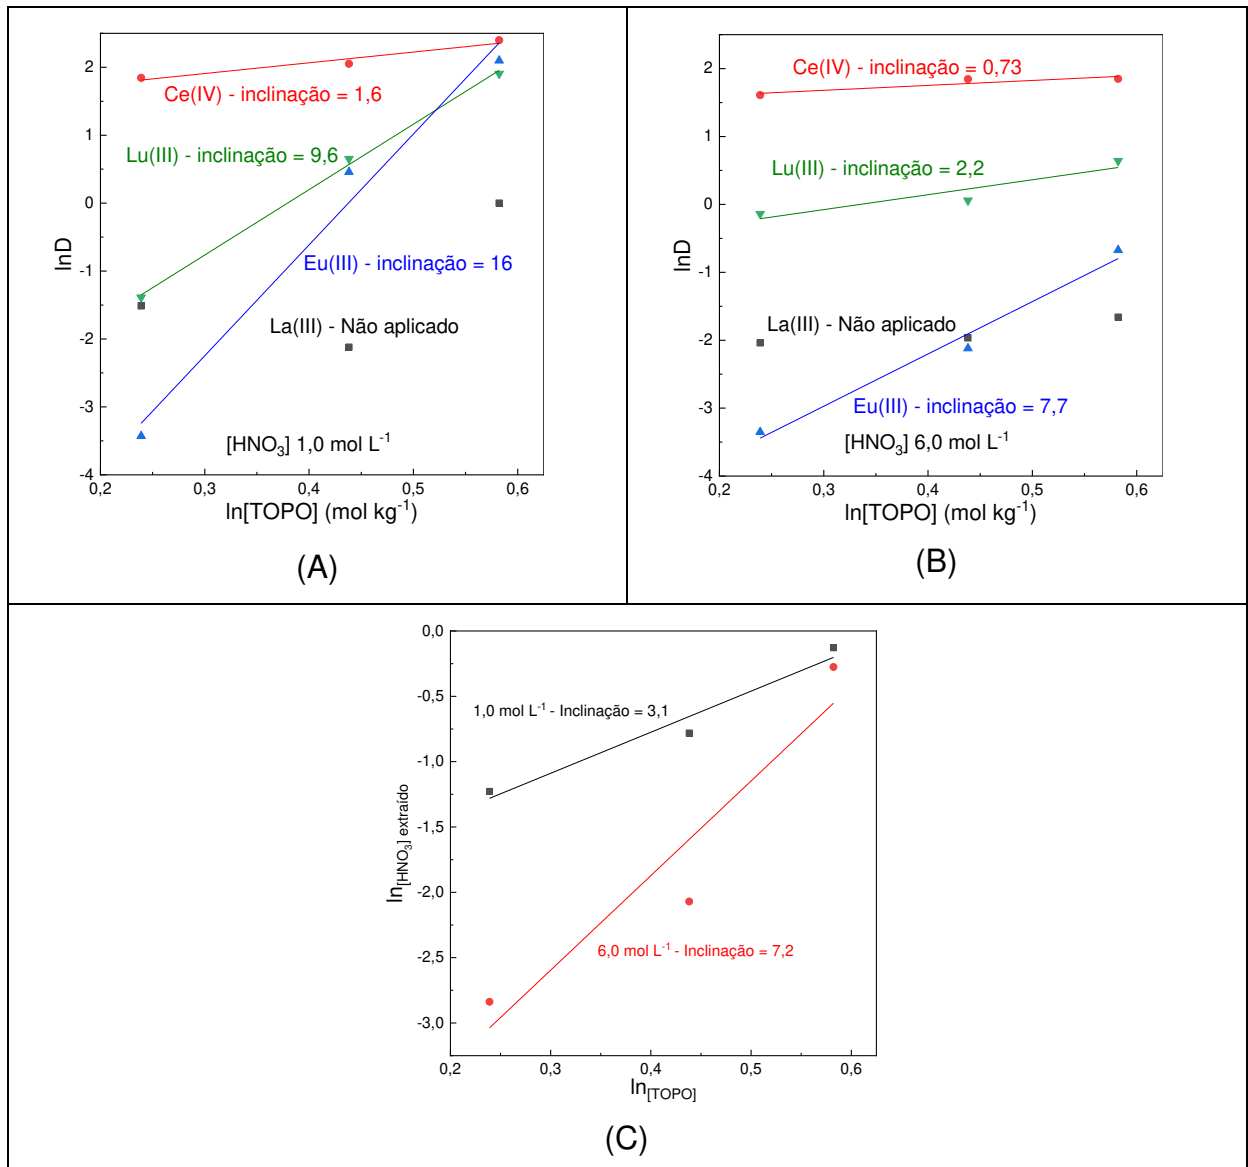 2
1
0
-1
-2
-3
-4
lnD
Ce(IV) - inclinação = 1,6
Lu(III) - inclinação = 9,6
Eu(III) - inclinação = 16
La(III) - Não aplicado
[HNO3] 1,0 mol L-1
0,2 0,3 0,4 0,5 0,6
ln[TOPO] (mol kg-1)
(A)
2
1
0
-1
-2
-3
-4
lnD
Ce(IV) - inclinação = 0,73
Lu(III) - inclinação = 2,2
La(III) - Não aplicado
Eu(III) - inclinação = 7,7
[HNO3] 6,0 mol L-1
0,2 0,3 0,4 0,5 0,6
ln[TOPO] (mol kg-1)
(B)
0,0
-0,5
-1,0
-1,5
-2,0
-2,5
-3,0
ln[HNO3] extraído
1,0 mol L-1 - Inclinação = 3,1
6,0 mol L-1 - Inclinação = 7,2
0,2 0,3 0,4 0,5 0,6
ln[TOPO]
(C)